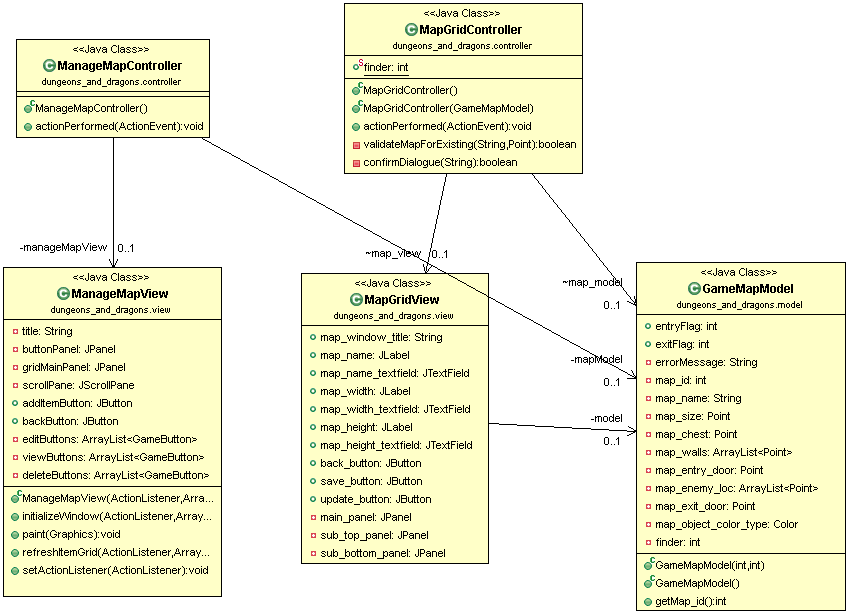 <<Java Class>>
ManageMapController
dungeons_and_dragons.controller
ManageMapController()
actionPerformed(ActionEvent):void
<<Java Class>>
MapGridController
dungeons_and_dragons.controller
finder: int
MapGridController()
MapGridController(GameMapModel)
actionPerformed(ActionEvent):void
validateMapForExisting(String,Point):boolean
confirmDialogue(String):boolean
-manageMapView 0..1
~map_view 0..1
~map_model
0..1
-mapModel
0..1
-model
0..1
<<Java Class>>
ManageMapView
dungeons_and_dragons.view
title: String
buttonPanel: JPanel
gridMainPanel: JPanel
scrollPane: JScrollPane
addItemButton: JButton
backButton: JButton
editButtons: ArrayList<GameButton>
viewButtons: ArrayList<GameButton>
deleteButtons: ArrayList<GameButton>
ManageMapView(ActionListener,Arra...
initializeWindow(ActionListener,Array...
paint(Graphics):void
refreshItemGrid(ActionListener,Array...
setActionListener(ActionListener):void
<<Java Class>>
MapGridView
dungeons_and_dragons.view
map_window_title: String
map_name: JLabel
map_name_textfield: JTextField
map_width: JLabel
map_width_textfield: JTextField
map_height: JLabel
map_height_textfield: JTextField
back_button: JButton
save_button: JButton
update_button: JButton
main_panel: JPanel
sub_top_panel: JPanel
sub_bottom_panel: JPanel
<<Java Class>>
GameMapModel
dungeons_and_dragons.model
entryFlag: int
exitFlag: int
errorMessage: String
map_id: int
map_name: String
map_size: Point
map_chest: Point
map_walls: ArrayList<Point>
map_entry_door: Point
map_enemy_loc: ArrayList<Point>
map_exit_door: Point
map_object_color_type: Color
finder: int
GameMapModel(int,int)
GameMapModel()
getMap_id():int